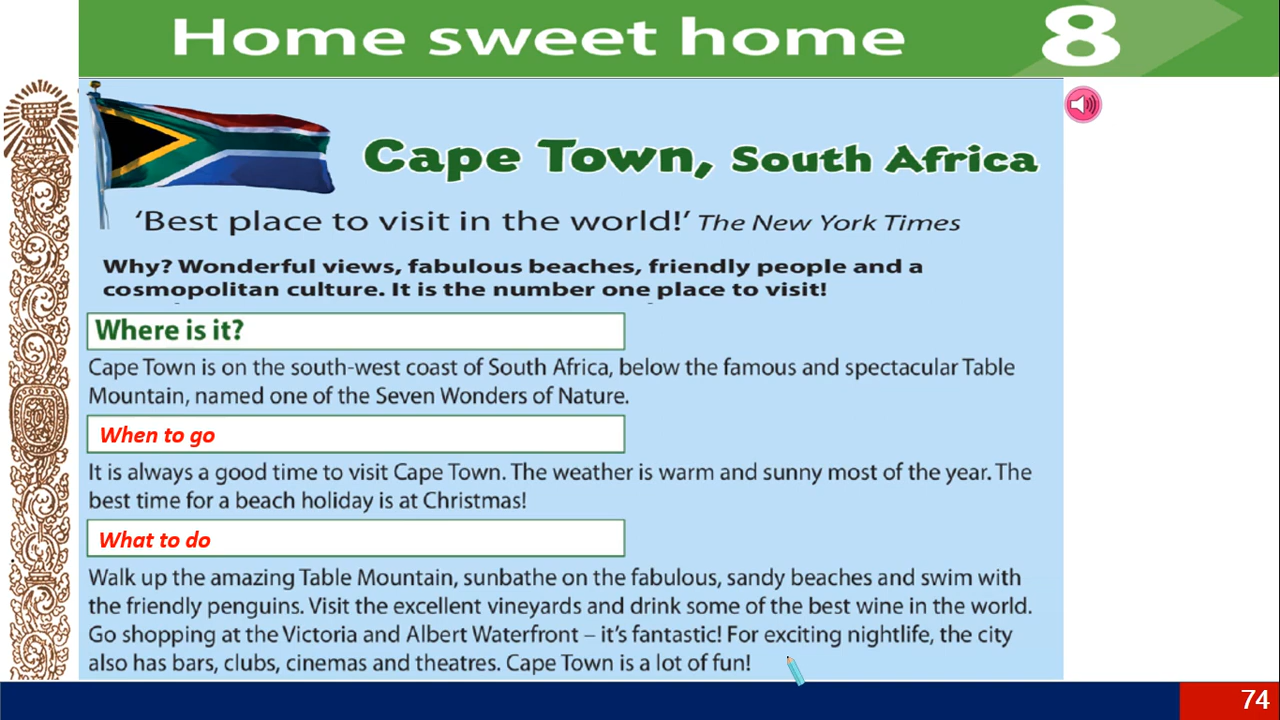 Home sweet home 8
Cape Town, South Africa
‘Best place to visit in the world!’ The New York Times
Why? Wonderful views, fabulous beaches, friendly people and a
cosmopolitan culture. It is the number one place to visit!
Where is it?
Cape Town is on the south-west coast of South Africa, below the famous and spectacular Table
Mountain, named one of the Seven Wonders of Nature.
When to go
It is always a good time to visit Cape Town. The weather is warm and sunny most of the year. The
best time for a beach holiday is at Christmas!
What to do
Walk up the amazing Table Mountain, sunbathe on the fabulous, sandy beaches and swim with
the friendly penguins. Visit the excellent vineyards and drink some of the best wine in the world.
Go shopping at the Victoria and Albert Waterfront – it’s fantastic! For exciting nightlife, the city
also has bars, clubs, cinemas and theatres. Cape Town is a lot of fun!
74